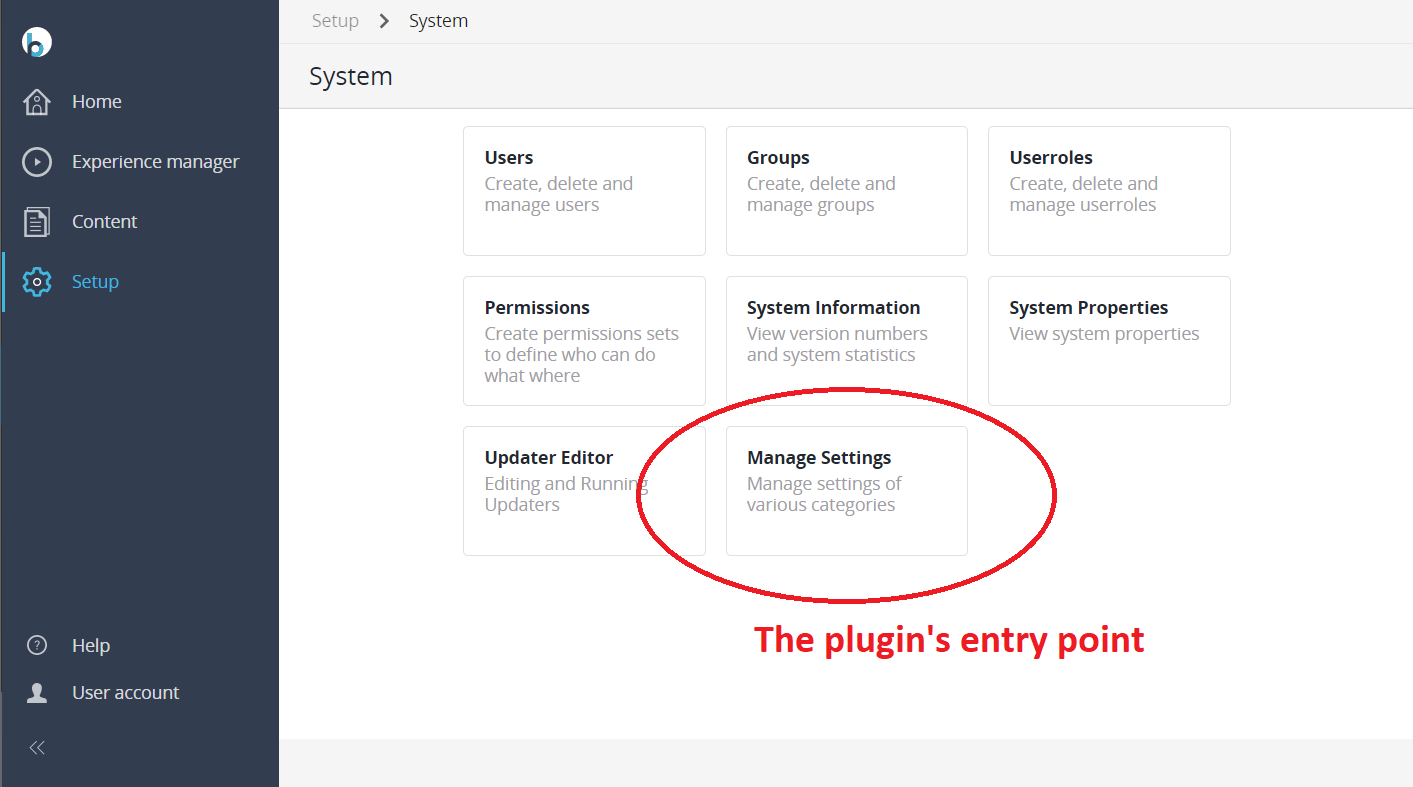 Setup > System
System
Home
Experience manager
Content
Setup
Help
User account
Users
Create, delete and
manage users
Groups
Create, delete and
manage groups
Userroles
Create, delete and
manage userroles
Permissions
Create permissions sets
to define who can do
what where
System Information
View version numbers
and system statistics
System Properties
View system properties
Updater Editor
Editing and Running
Updaters
Manage Settings
Manage settings of
various categories
The plugin's entry point